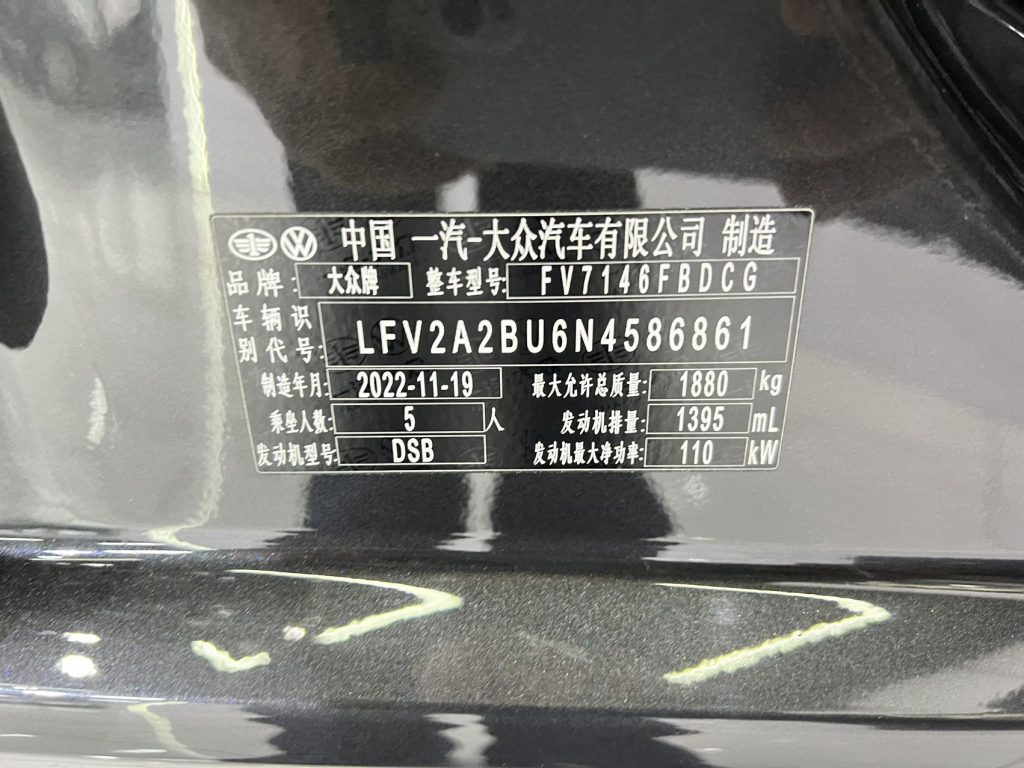 中国 一汽-大众汽车有限公司 制造
品牌: 大众牌 整车型号: FV7146FBDCG
车辆识别代号: LFV2A2BU6N4586861
制造年月: 2022-11-19 最大允许总质量: 1880 kg
乘坐人数: 5 人 发动机排量: 1395 mL
发动机型号: DSB 发动机最大净功率: 110 kW